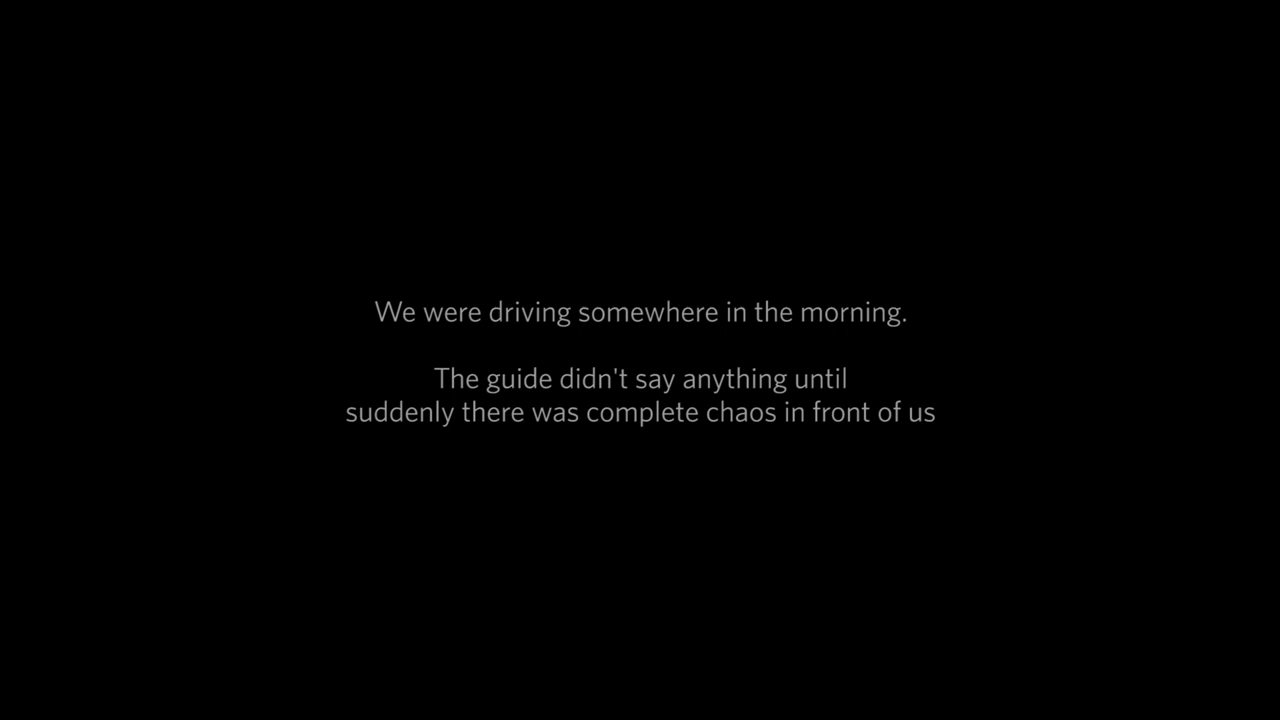 We were driving somewhere in the morning.
The guide didn't say anything until
suddenly there was complete chaos in front of us